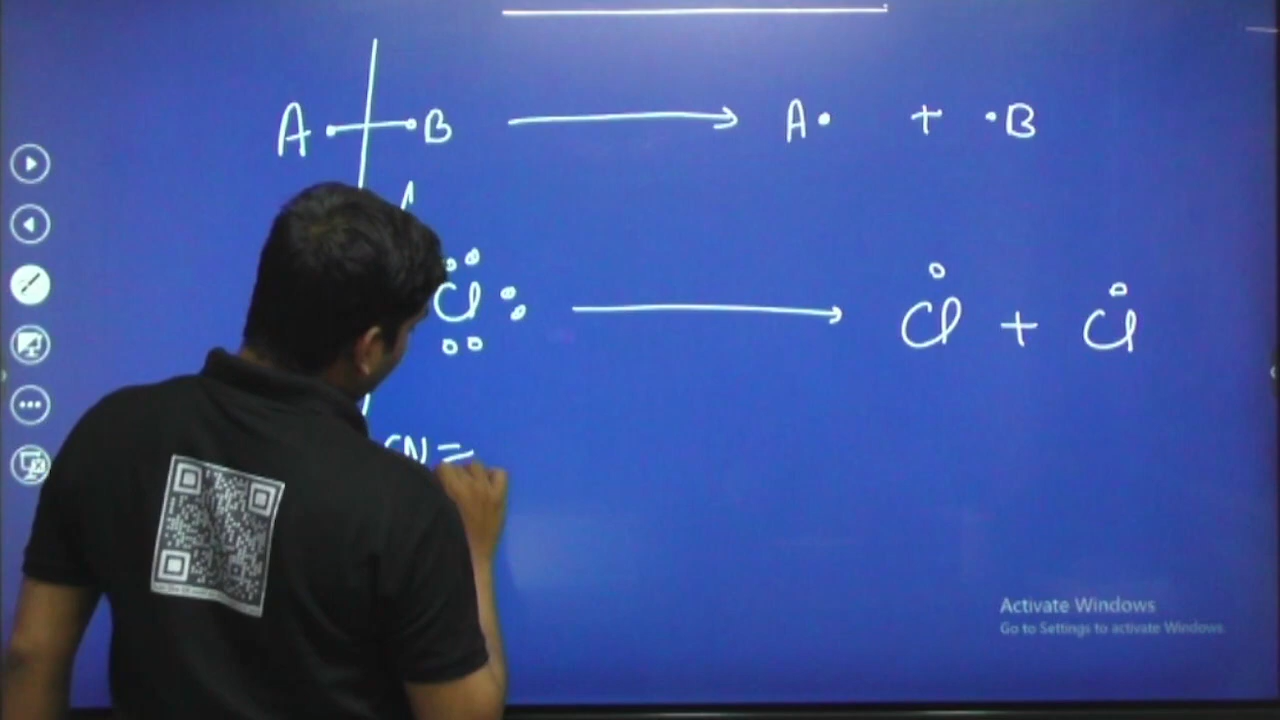 A B → A• + •B
Cl → Cl + Cl
CN =
Activate Windows
Go to Settings to activate Windows.